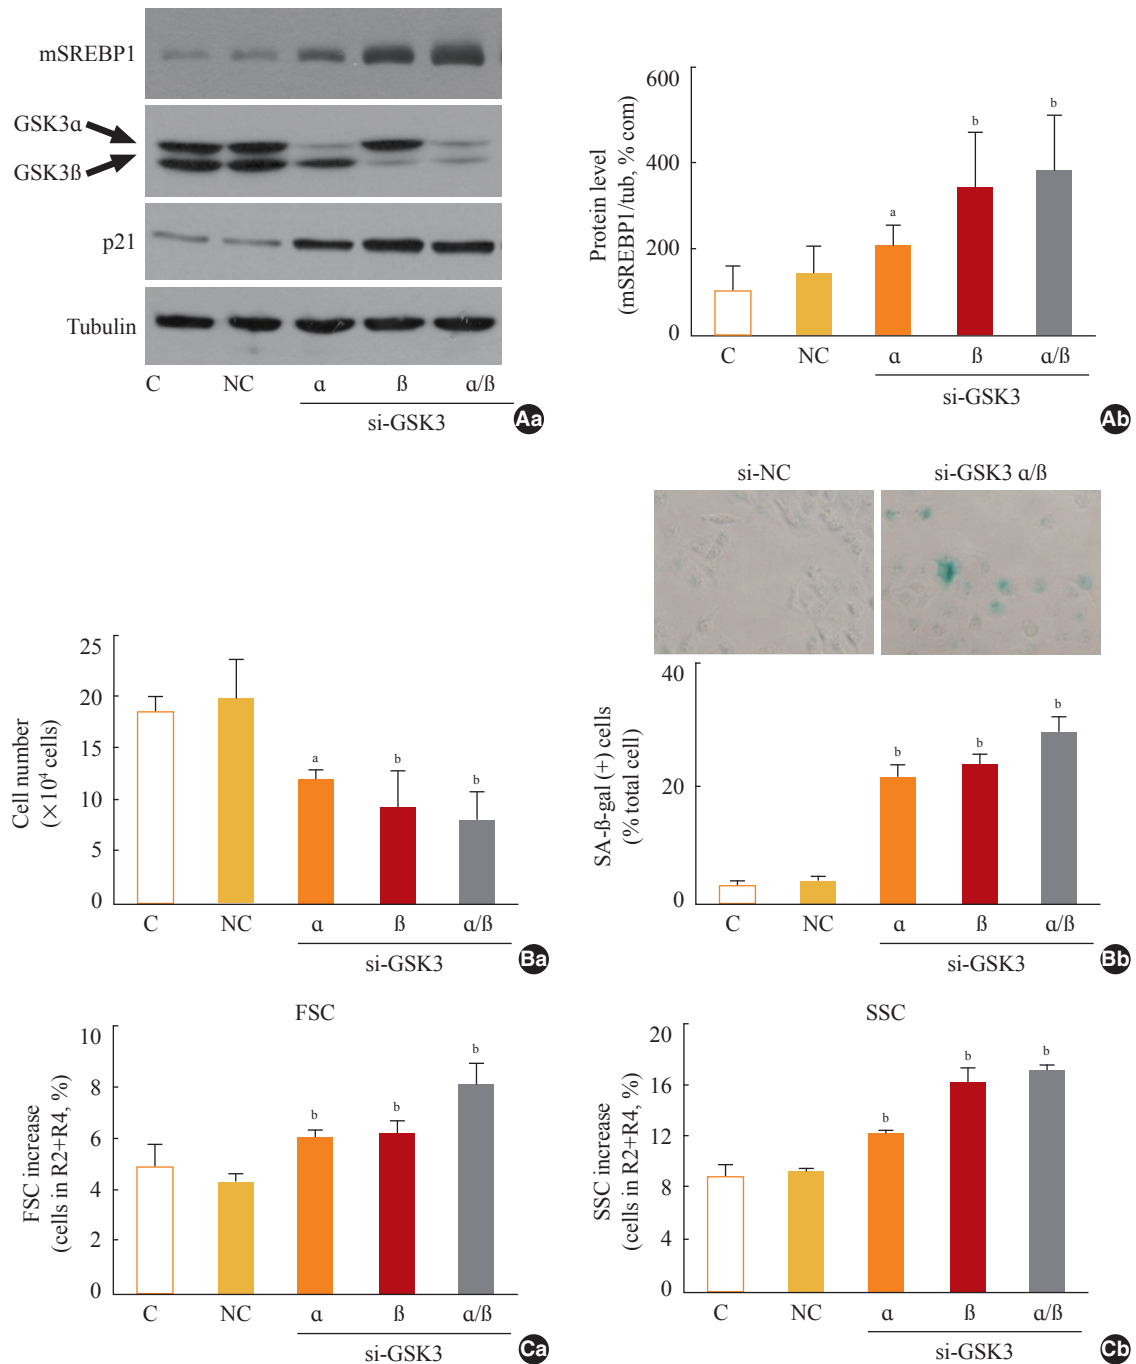 mSREBP1
GSK3ɑ
GSK3ß
p21
Tubulin
C NC ɑ ß ɑ/ß
si-GSK3
Aa
Protein level
(mSREBP1/tub, % com)
600
400
200
0
a
b
b
C NC ɑ ß ɑ/ß
si-GSK3
Ab
Cell number
(×10⁴ cells)
25
20
15
10
5
0
a
b
b
C NC ɑ ß ɑ/ß
si-GSK3
Ba
si-NC si-GSK3 ɑ/ß
SA-ß-gal (+) cells
(% total cell)
40
20
0
b
b
b
C NC ɑ ß ɑ/ß
si-GSK3
Bb
FSC
FSC increase
(cells in R2+R4, %)
10
8
6
4
2
0
b
b
b
C NC ɑ ß ɑ/ß
si-GSK3
Ca
SSC
SSC increase
(cells in R2+R4, %)
20
16
12
8
4
0
b
b
b
C NC ɑ ß ɑ/ß
si-GSK3
Cb